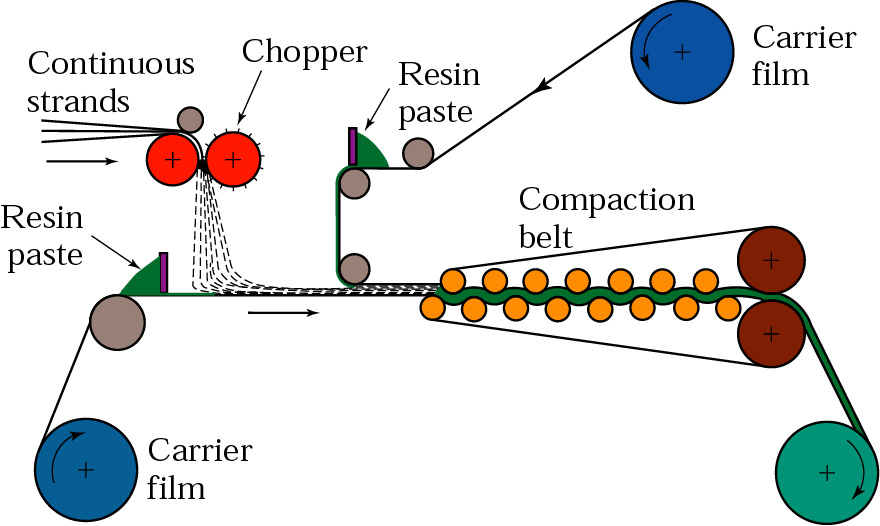 Continuous
strands
Chopper
Resin
paste
Carrier
film
Resin
paste
Compaction
belt
Carrier
film